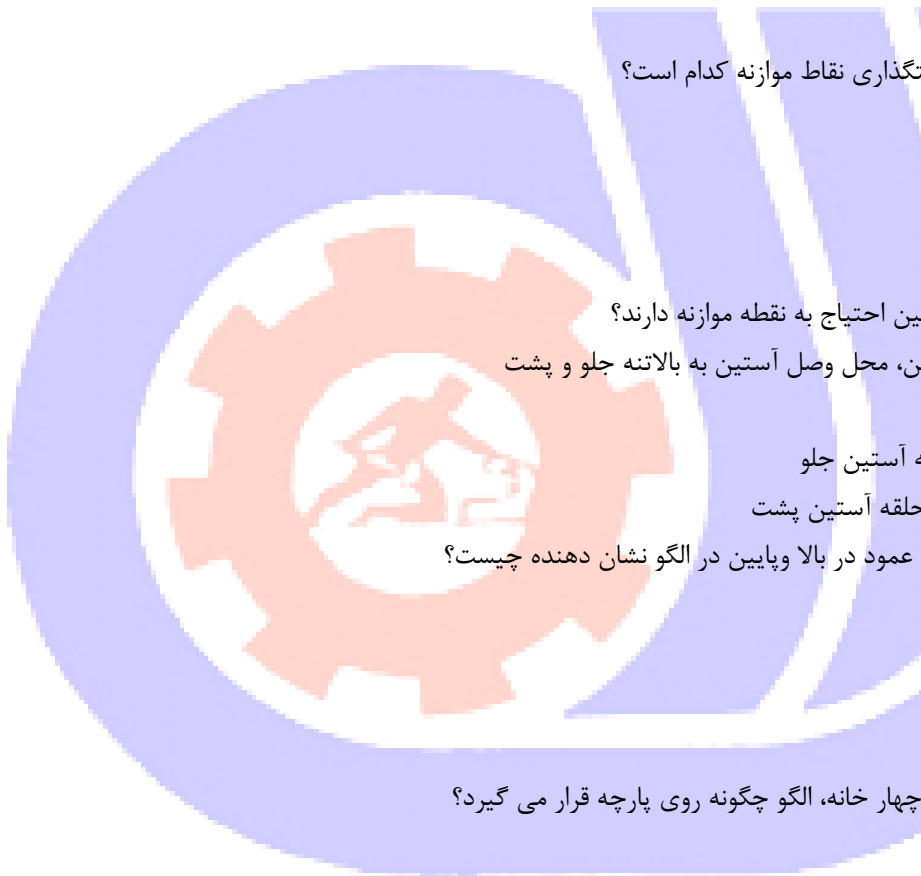 نقاط موازنه کدام است؟
احتیاج به نقطه موازنه دارند؟
محل وصل آستین به بالاتنه جلو و پشت
آستین جلو
حلقه آستین پشت
عمود در بالا وپایین در الگو نشان دهنده چیست؟
چهار خانه، الگو چگونه روی پارچه قرار می گیرد؟